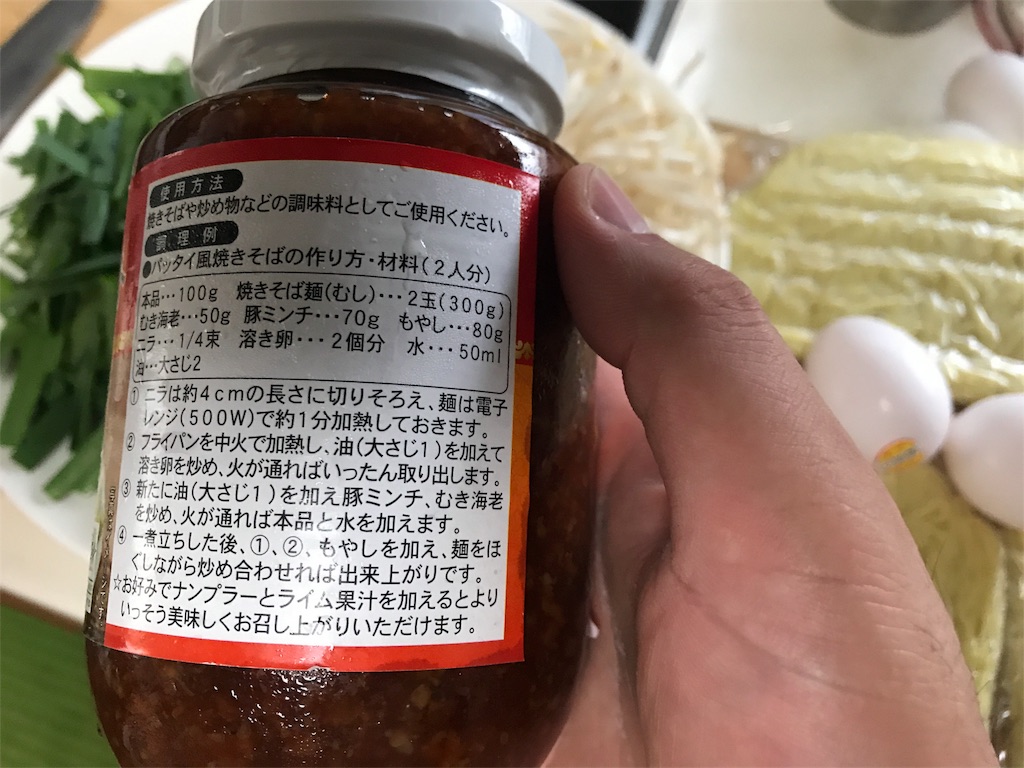 使用方法
焼きそばや炒め物などの調味料としてご使用ください。
調理例
●パッタイ風焼きそばの作り方・材料(2人分)
本品…100g 焼きそば麺(むし)…2玉(300g)
むき海老…50g 豚ミンチ…70g もやし…80g
ニラ…1/4束 溶き卵…2個分 水…50ml
油…大さじ2
① ニラは約4cmの長さに切りそろえ、麺は電子
レンジ(500W)で約1分加熱しておきます。
② フライパンを中火で加熱し、油(大さじ1)を加えて
溶き卵を炒め、火が通ればいったん取り出します。
③ 新たに油(大さじ1)を加え豚ミンチ、むき海老
を炒め、火が通れば本品と水を加えます。
④ 一煮立ちした後、①、②、もやしを加え、麺をほ
ぐしながら炒め合わせれば出来上がりです。
☆お好みでナンプラーとライム果汁を加えるとより
いっそう美味しくお召し上がりいただけます。